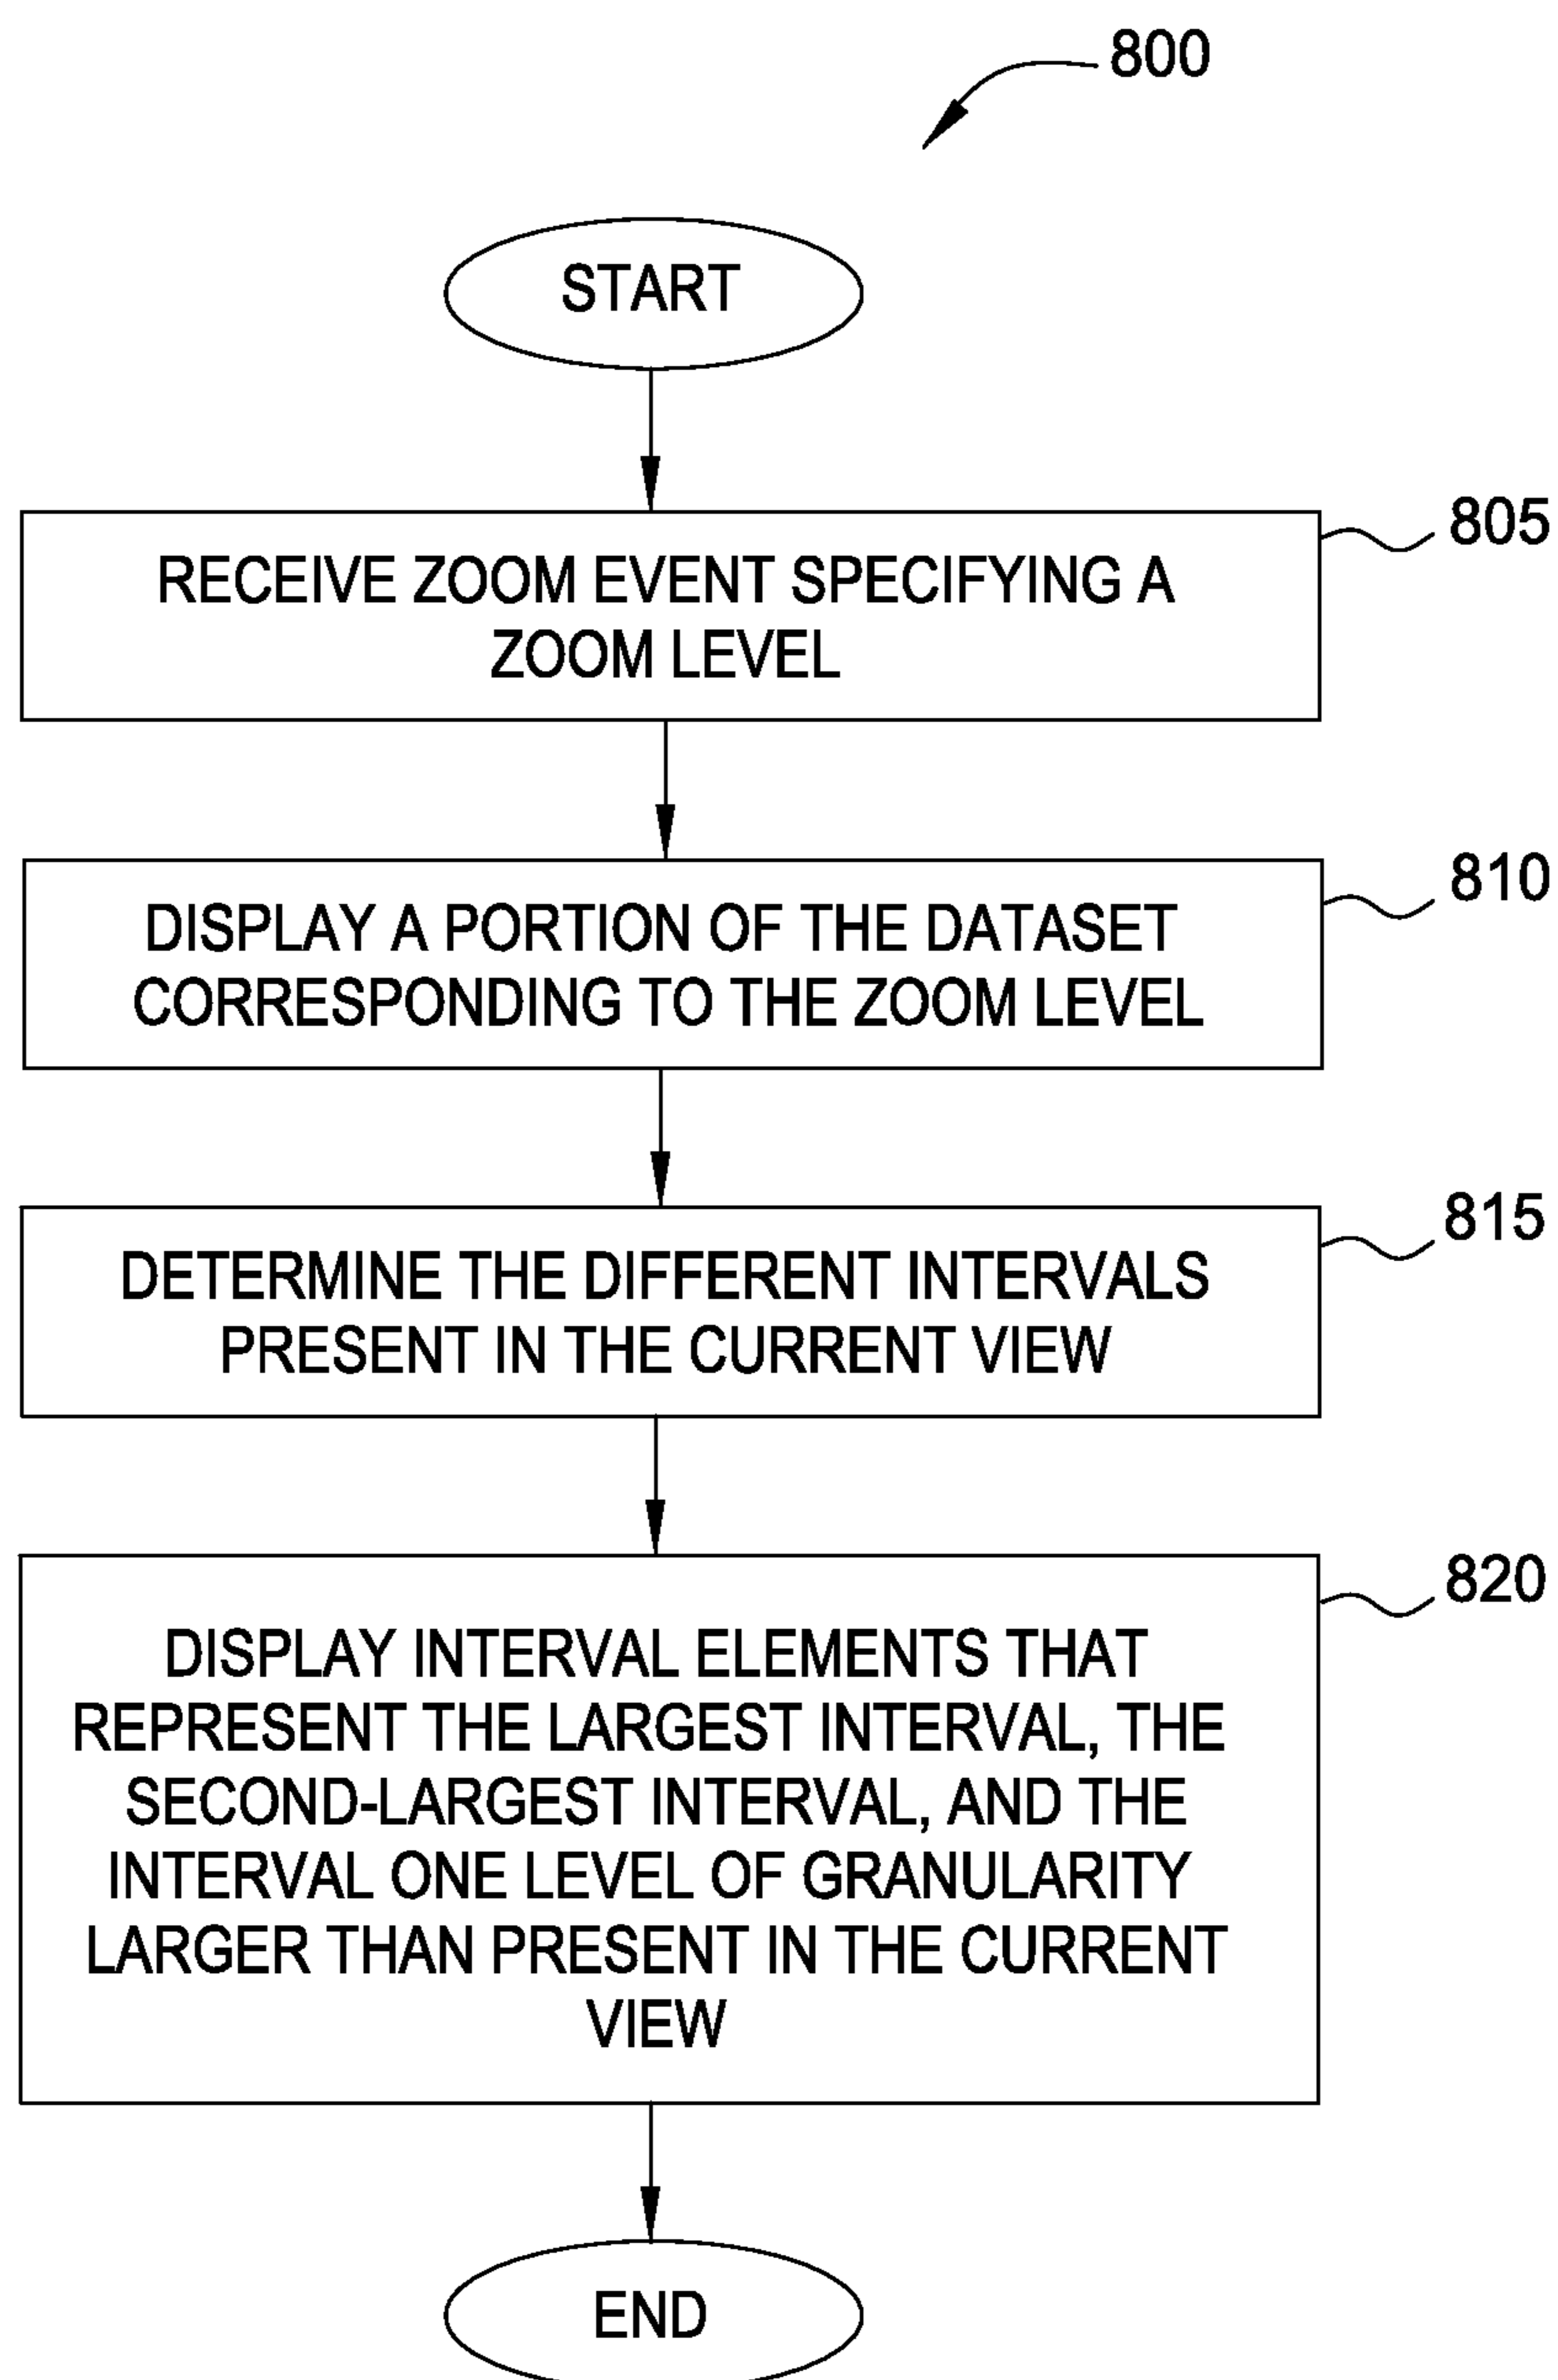 800
START
805
RECEIVE ZOOM EVENT SPECIFYING A
ZOOM LEVEL
810
DISPLAY A PORTION OF THE DATASET
CORRESPONDING TO THE ZOOM LEVEL
815
DETERMINE THE DIFFERENT INTERVALS
PRESENT IN THE CURRENT VIEW
820
DISPLAY INTERVAL ELEMENTS THAT
REPRESENT THE LARGEST INTERVAL, THE
SECOND-LARGEST INTERVAL, AND THE
INTERVAL ONE LEVEL OF GRANULARITY
LARGER THAN PRESENT IN THE CURRENT
VIEW
END